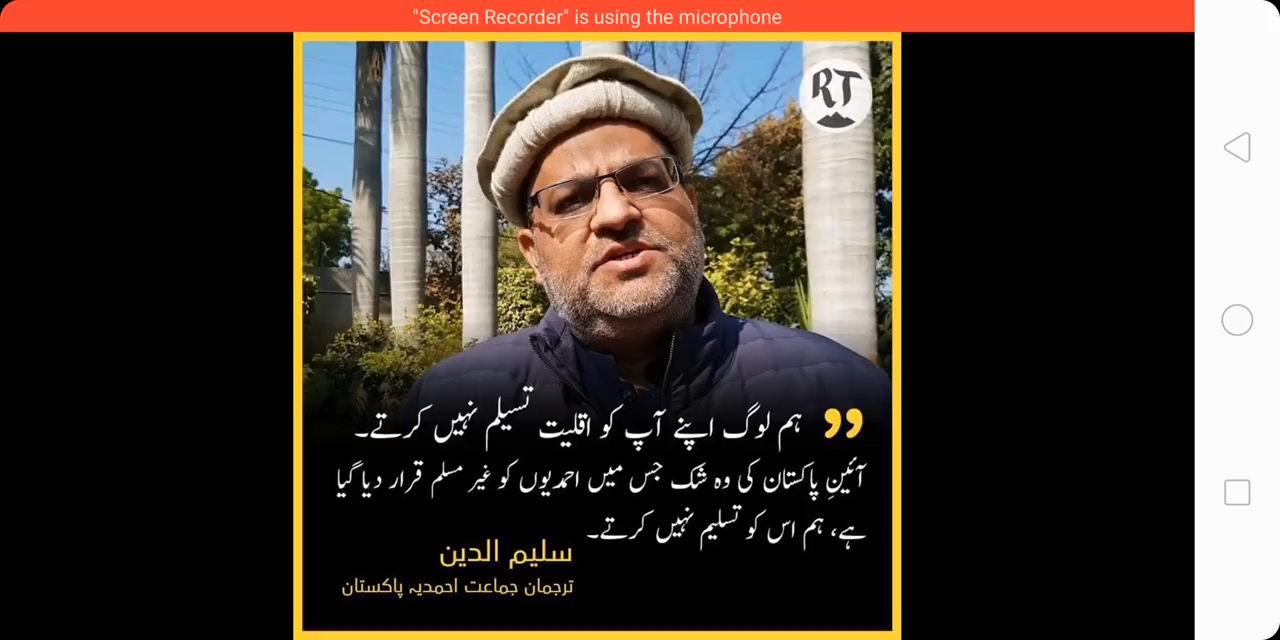 "Screen Recorder" is using the microphone
RT
” ہم لوگ اپنے آپ کو اقلیت تسیلم نہیں کرتے۔
آئینِ پاکستان کی وہ شک جس میں احمدیوں کو غیر مسلم قرار دیا گیا
ہے، ہم اس کو تسلیم نہیں کرتے۔
سلیم الدین
ترجمان جماعت احمدیہ پاکستان